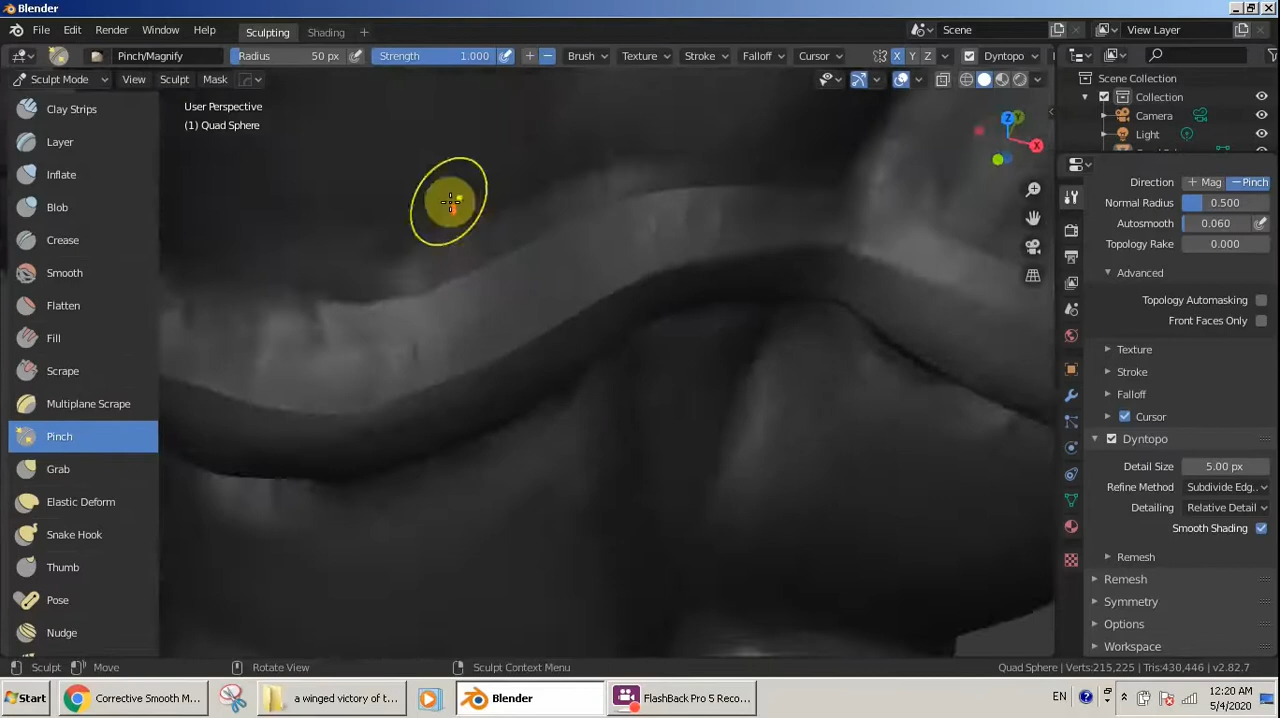 Blender
File Edit Render Window Help Sculpting Shading + Scene View Layer
Pinch/Magnify Radius 50 px Strength 1.000 + − Brush Texture Stroke Falloff Cursor X Y Z Dyntopo
Sculpt Mode View Sculpt Mask
Scene Collection
Collection
Camera
Light
User Perspective
(1) Quad Sphere
Z
Y
X
Clay Strips
Layer
Inflate
Blob
Crease
Smooth
Flatten
Fill
Scrape
Multiplane Scrape
Pinch
Grab
Elastic Deform
Snake Hook
Thumb
Pose
Nudge
Direction + Mag − Pinch
Normal Radius 0.500
Autosmooth 0.060
Topology Rake 0.000
Advanced
Topology Automasking
Front Faces Only
Texture
Stroke
Falloff
Cursor
Dyntopo
Detail Size 5.00 px
Refine Method Subdivide Edg..
Detailing Relative Detail
Smooth Shading
Remesh
Remesh
Symmetry
Options
Workspace
Sculpt Move Rotate View Sculpt Context Menu Quad Sphere | Verts:215,225 | Tris:430,446 | v2.82.7
Start Corrective Smooth M... a winged victory of t... Blender FlashBack Pro 5 Reco... EN 12:20 AM
5/4/2020